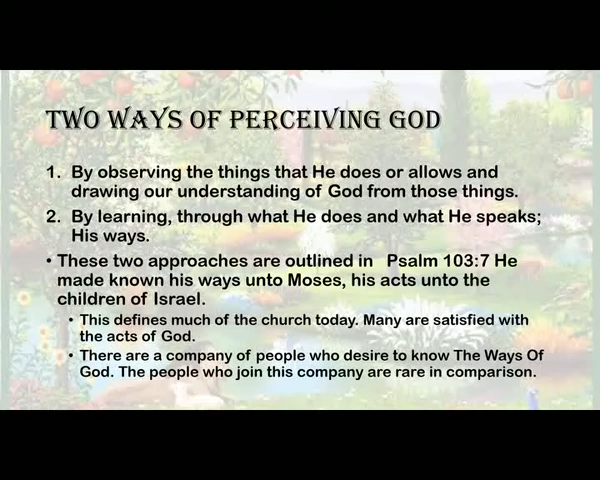 TWO WAYS OF PERCEIVING GOD
1. By observing the things that He does or allows and
drawing our understanding of God from those things.
2. By learning, through what He does and what He speaks;
His ways.
• These two approaches are outlined in Psalm 103:7 He
made known his ways unto Moses, his acts unto the
children of Israel.
• This defines much of the church today. Many are satisfied with
the acts of God.
• There are a company of people who desire to know The Ways Of
God. The people who join this company are rare in comparison.